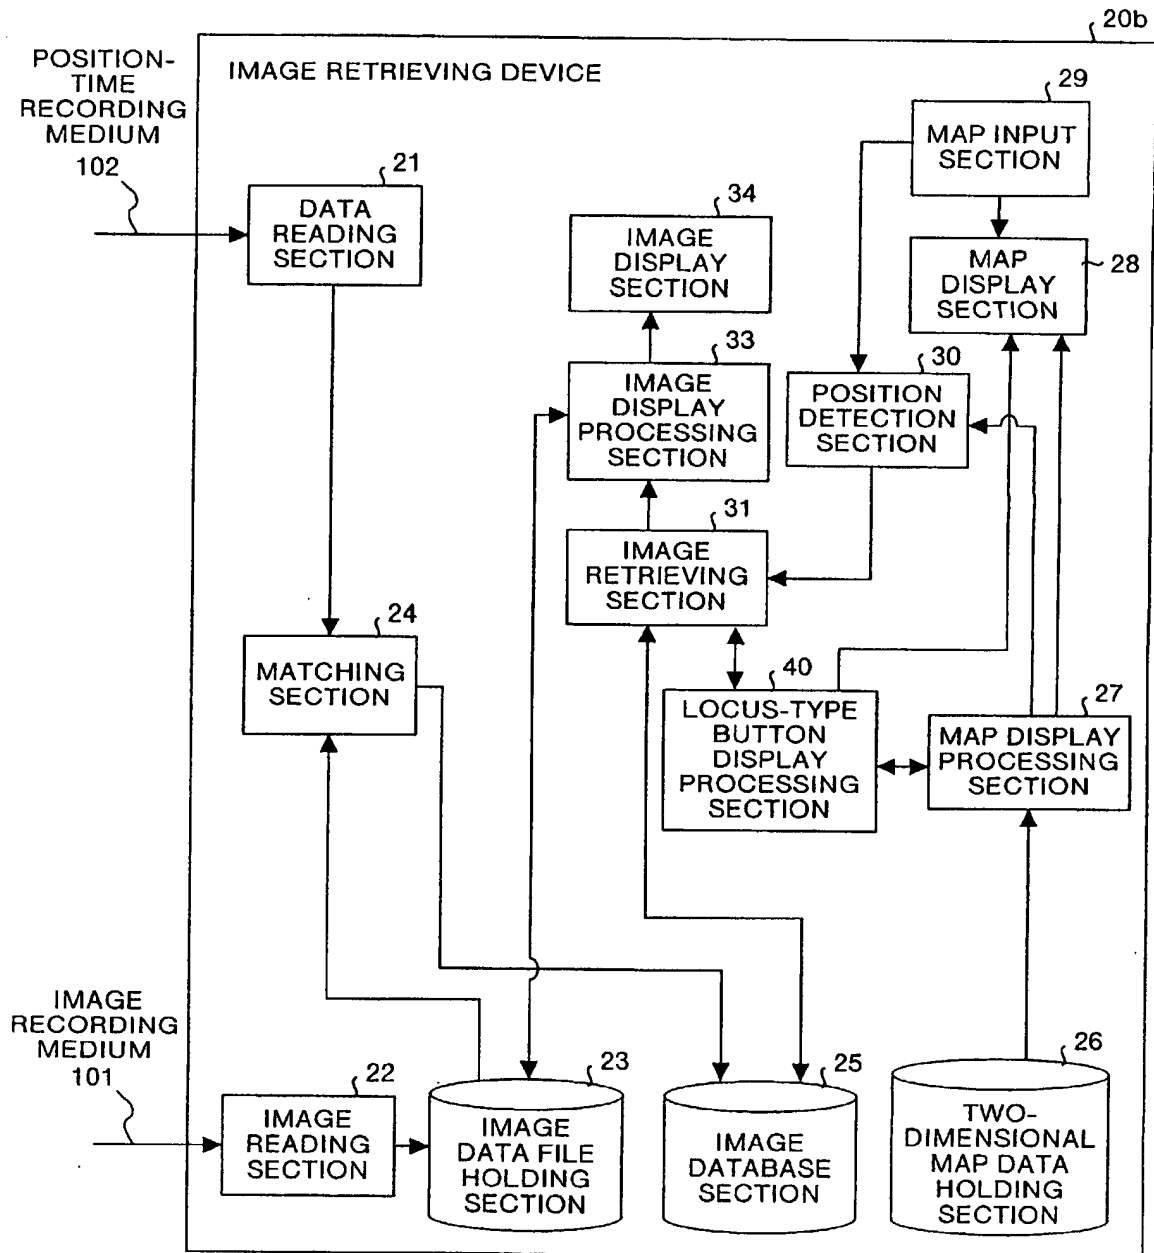 20b
POSITION-
TIME
RECORDING
MEDIUM
102
IMAGE RETRIEVING DEVICE
29
MAP INPUT
SECTION
21
DATA
READING
SECTION
34
IMAGE
DISPLAY
SECTION
MAP
DISPLAY
SECTION
28
33
IMAGE
DISPLAY
PROCESSING
SECTION
30
POSITION
DETECTION
SECTION
31
IMAGE
RETRIEVING
SECTION
24
MATCHING
SECTION
40
LOCUS-TYPE
BUTTON
DISPLAY
PROCESSING
SECTION
27
MAP DISPLAY
PROCESSING
SECTION
IMAGE
RECORDING
MEDIUM
101
22
IMAGE
READING
SECTION
23
IMAGE
DATA FILE
HOLDING
SECTION
25
IMAGE
DATABASE
SECTION
26
TWO-
DIMENSIONAL
MAP DATA
HOLDING
SECTION